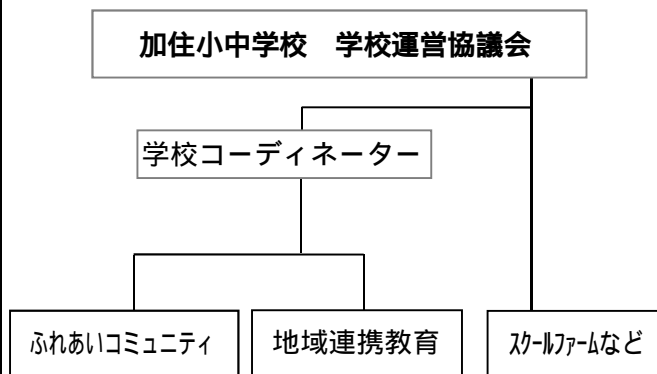 加住小中学校　学校運営協議会
学校コーディネーター
ふれあいコミュニティ
地域連携教育
ｽｸｰﾙﾌｧｰﾑなど